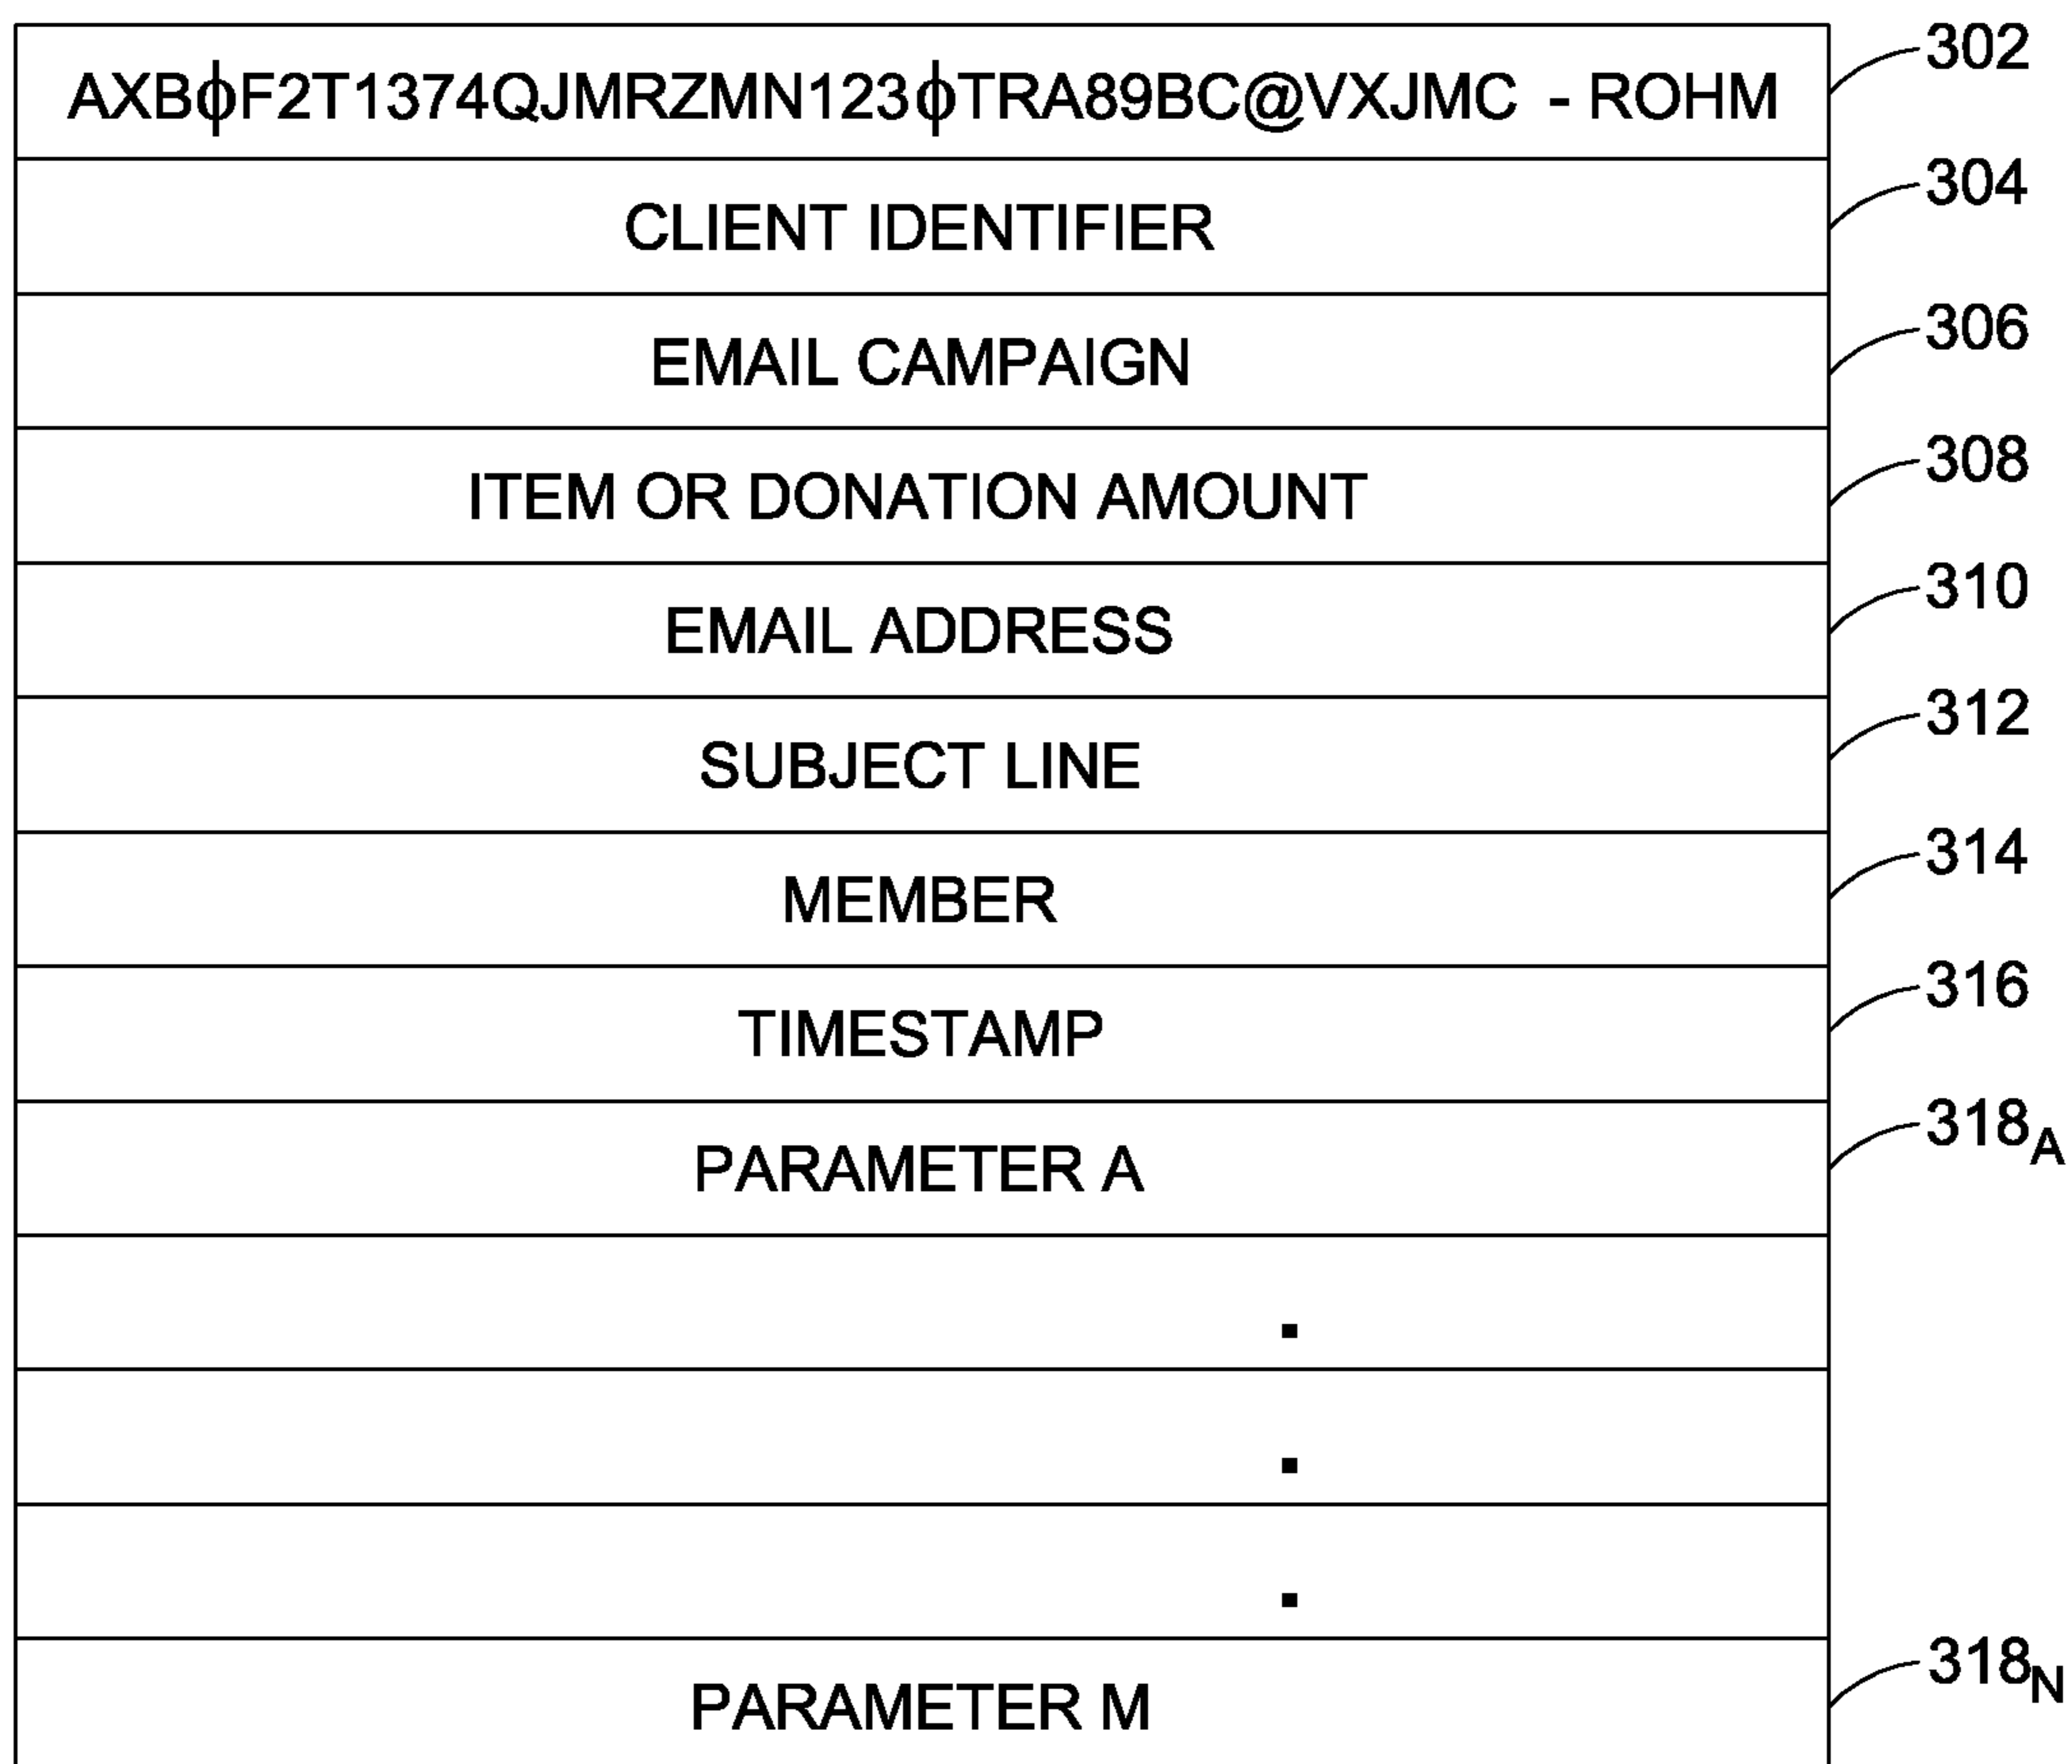 AXBϕF2T1374QJMRZMN123ϕTRA89BC@VXJMC - ROHM 302
CLIENT IDENTIFIER 304
EMAIL CAMPAIGN 306
ITEM OR DONATION AMOUNT 308
EMAIL ADDRESS 310
SUBJECT LINE 312
MEMBER 314
TIMESTAMP 316
PARAMETER A 318A
.
.
.
PARAMETER M 318N